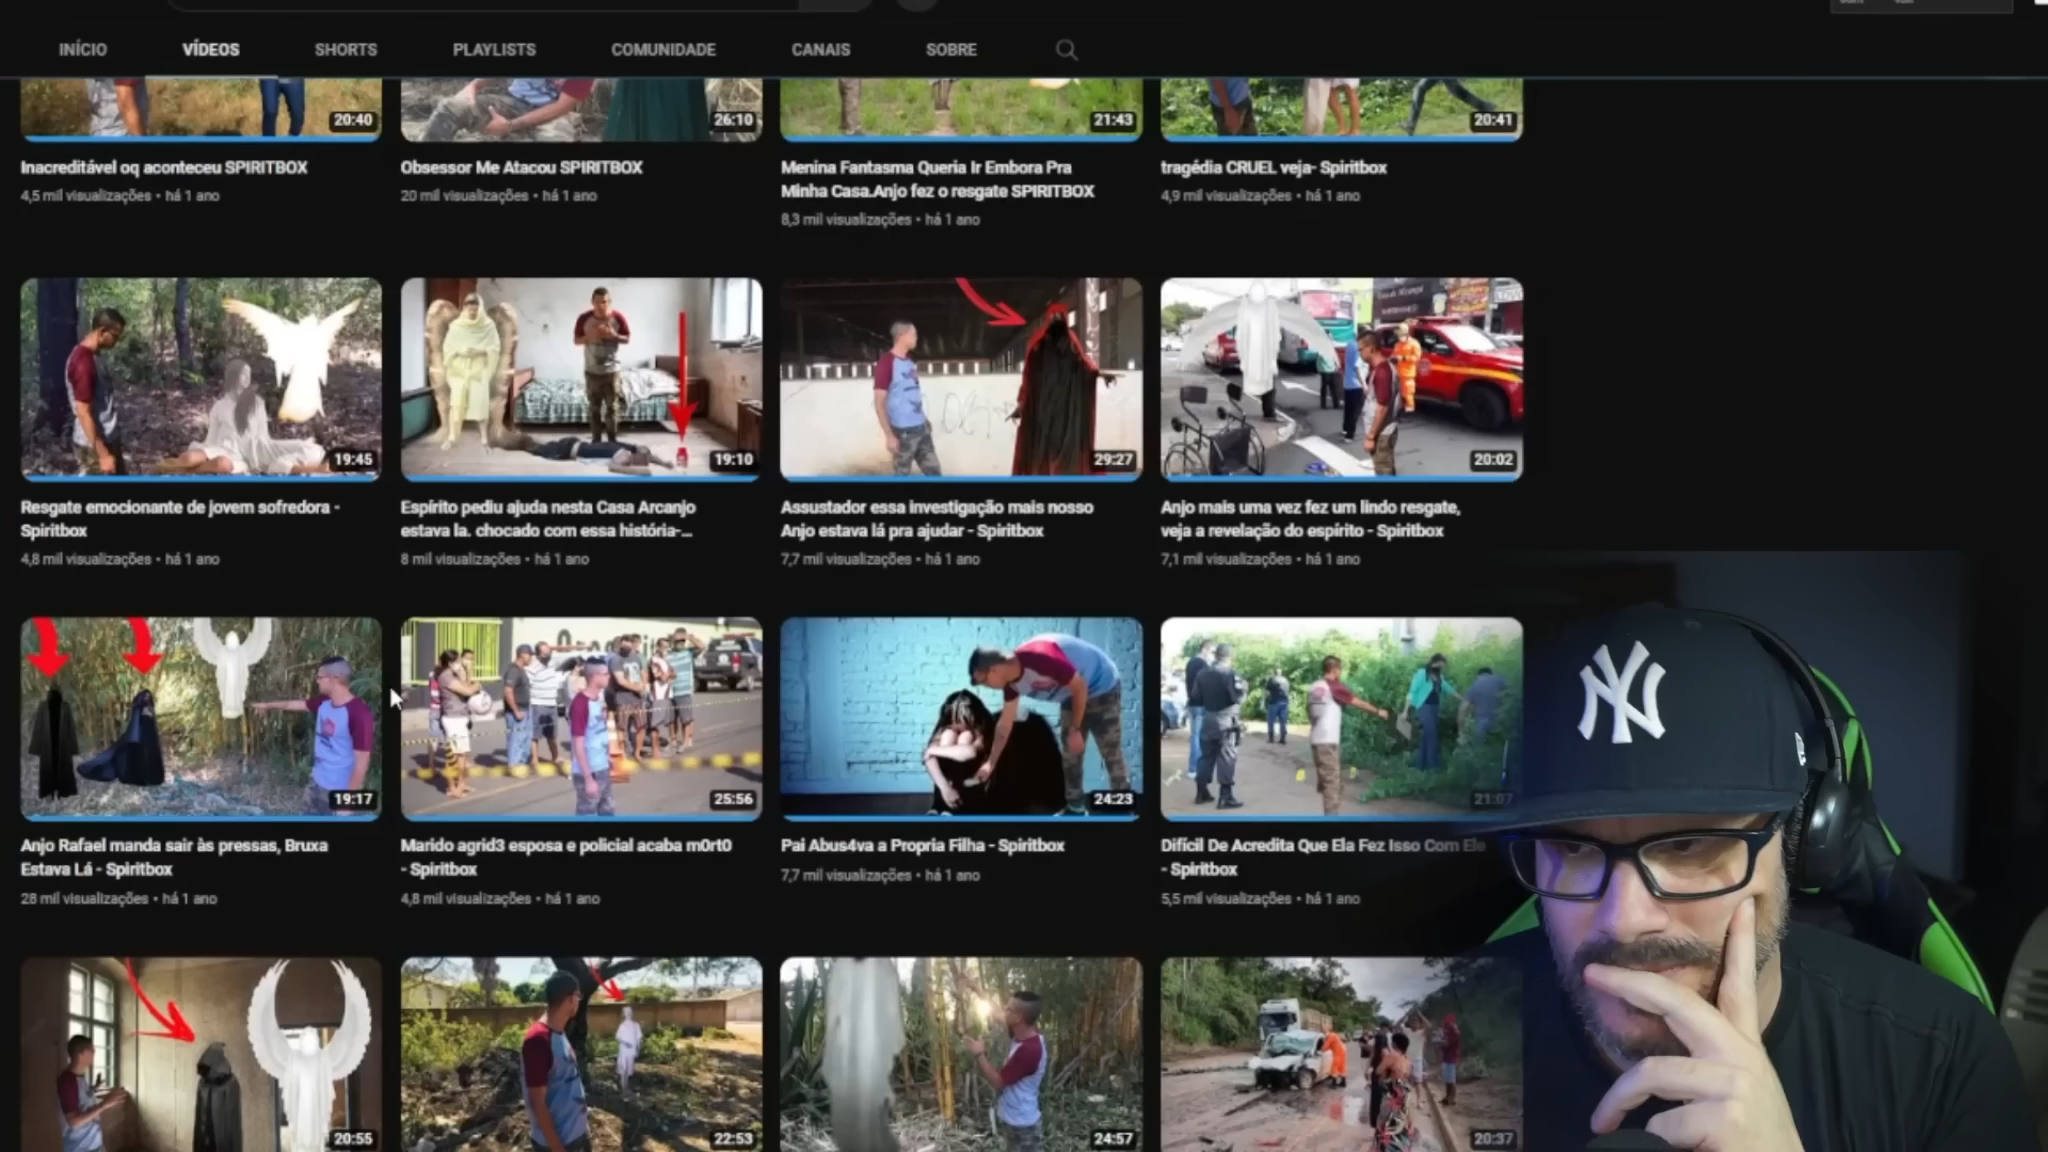 INÍCIO VÍDEOS SHORTS PLAYLISTS COMUNIDADE CANAIS SOBRE
20:40 26:10 21:43 20:41
Inacreditável oq aconteceu SPIRITBOX
4,5 mil visualizações • há 1 ano
Obsessor Me Atacou SPIRITBOX
20 mil visualizações • há 1 ano
Menina Fantasma Queria Ir Embora Pra
Minha Casa.Anjo fez o resgate SPIRITBOX
8,3 mil visualizações • há 1 ano
tragédia CRUEL veja- Spiritbox
4,9 mil visualizações • há 1 ano
19:45 19:10 29:27 20:02
Resgate emocionante de jovem sofredora -
Spiritbox
4,8 mil visualizações • há 1 ano
Espírito pediu ajuda nesta Casa Arcanjo
estava la. chocado com essa história-...
8 mil visualizações • há 1 ano
Assustador essa investigação mais nosso
Anjo estava lá pra ajudar - Spiritbox
7,7 mil visualizações • há 1 ano
Anjo mais uma vez fez um lindo resgate,
veja a revelação do espírito - Spiritbox
7,1 mil visualizações • há 1 ano
19:17 25:56 24:23 21:07
Anjo Rafael manda sair às pressas, Bruxa
Estava Lá - Spiritbox
28 mil visualizações • há 1 ano
Marido agrid3 esposa e policial acaba m0rt0
- Spiritbox
4,8 mil visualizações • há 1 ano
Pai Abus4va a Propria Filha - Spiritbox
7,7 mil visualizações • há 1 ano
Difícil De Acredita Que Ela Fez Isso Com Ele
- Spiritbox
5,5 mil visualizações • há 1 ano
NY
20:55 22:53 24:57 20:37